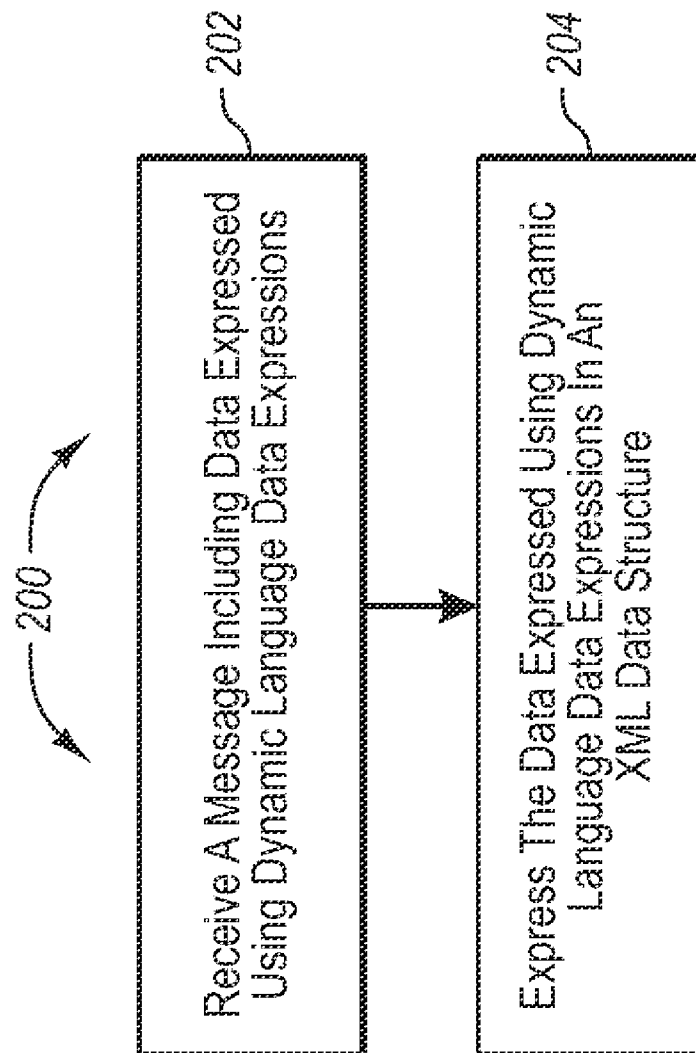 200
202
Receive A Message Including Data Expressed
Using Dynamic Language Data Expressions
204
Express The Data Expressed Using Dynamic
Language Data Expressions In An
XML Data Structure